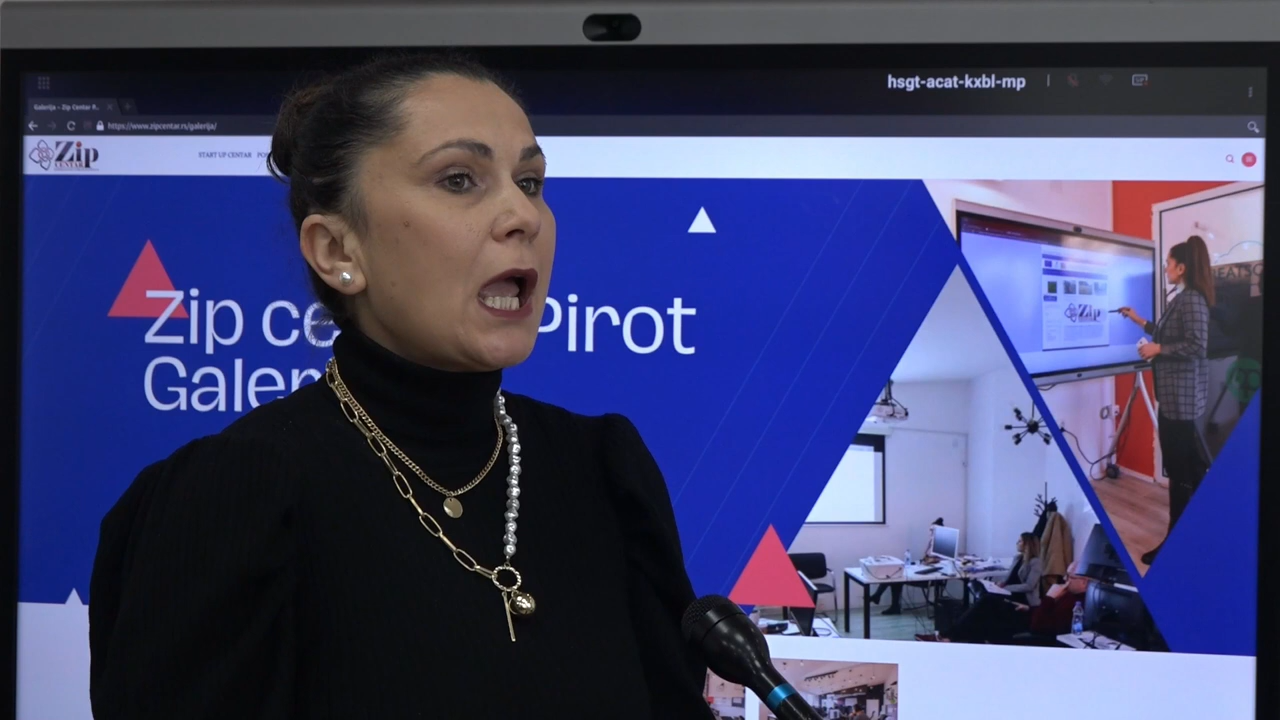 hsgt-acat-kxbl-mp
Galerija – Zip Centar P..
https://www.zipcentar.rs/galerija/
Zip
CENTAR
START UP CENTAR
Zip ce Pirot
Galer
Zip